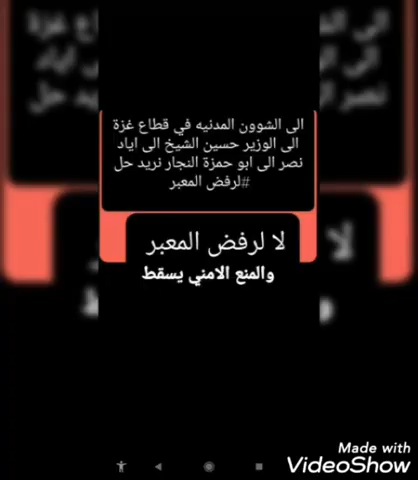 الى الشوون المدنيه في قطاع غزة
الى الوزير حسين الشيخ الى اياد
نصر الى ابو حمزة النجار نريد حل
#لرفض المعبر
لا لرفض المعبر
والمنع الامني يسقط
Made with
VideoShow